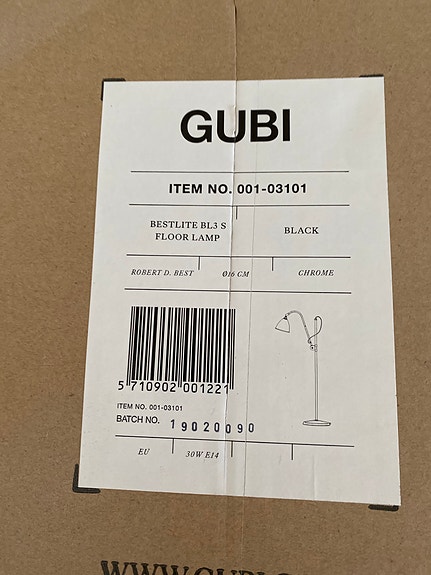 GUBI
ITEM NO. 001-03101
BESTLITE BL3 S
FLOOR LAMP
BLACK
ROBERT D. BEST
Ø16 CM
CHROME
5 710902 001221
ITEM NO. 001-03101
BATCH NO. 19020090
EU
30W E14